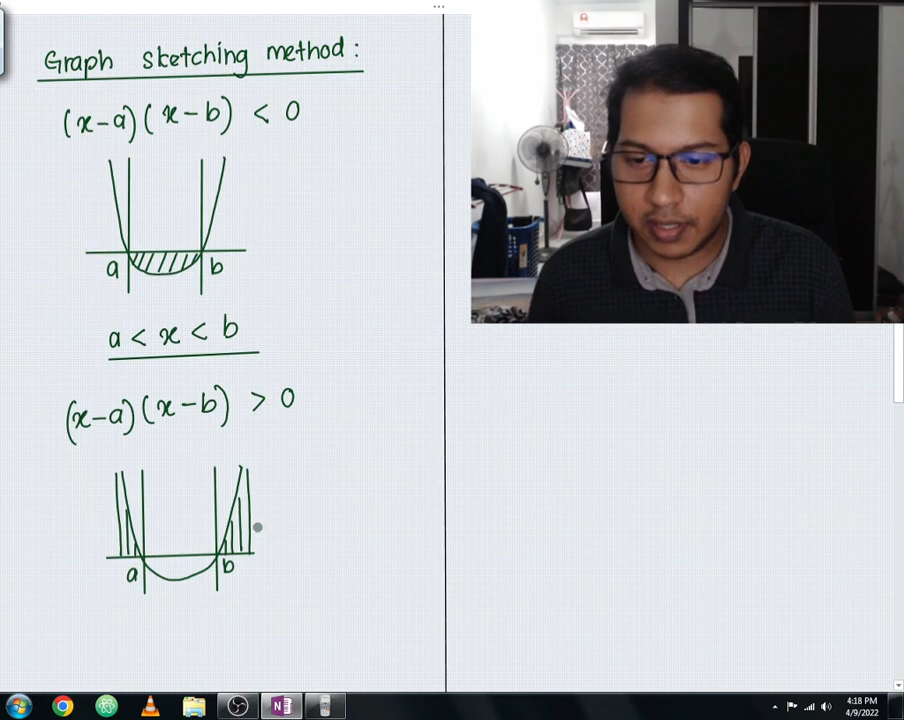 Graph sketching method :
(x-a)(x-b) < 0
a b
a < x < b
(x-a)(x-b) > 0
a b
N
4:18 PM
4/9/2022